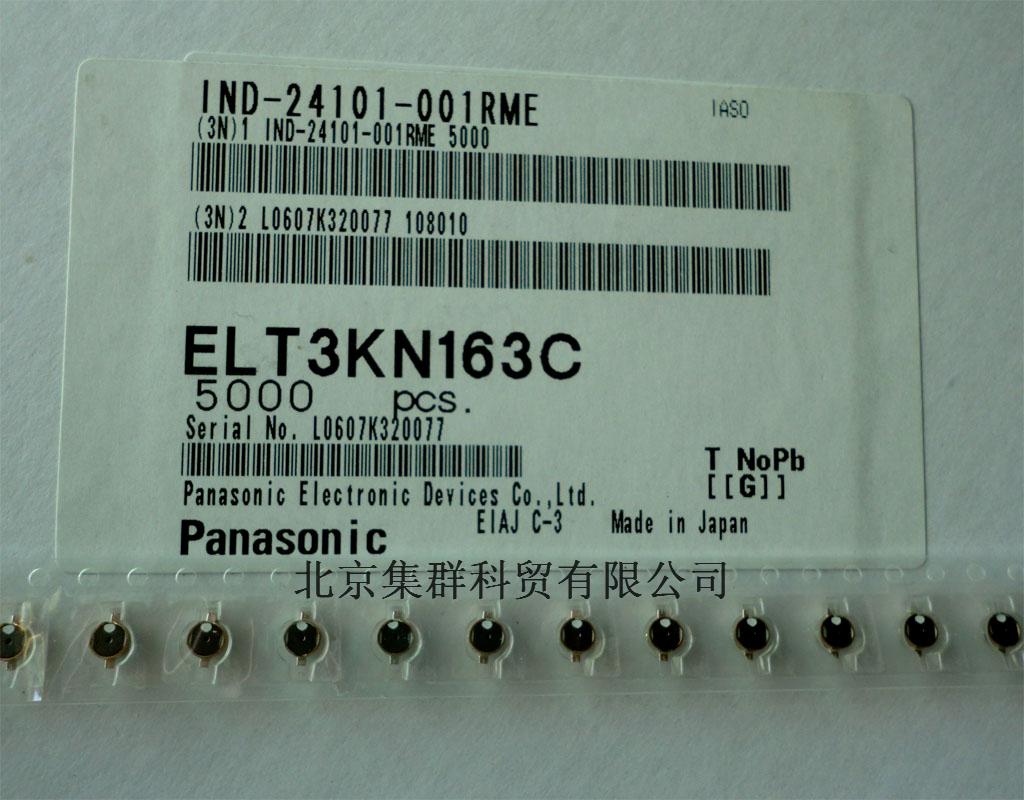 IND-24101-001RME
IASO
(3N)1 IND-24101-001RME 5000
(3N)2 L0607K320077 108010
ELT3KN163C
5000 pcs.
Serial No. L0607K320077
T NoPb
[[G]]
Panasonic Electronic Devices Co.,Ltd.
EIAJ C-3 Made in Japan
Panasonic
北京集群科贸有限公司